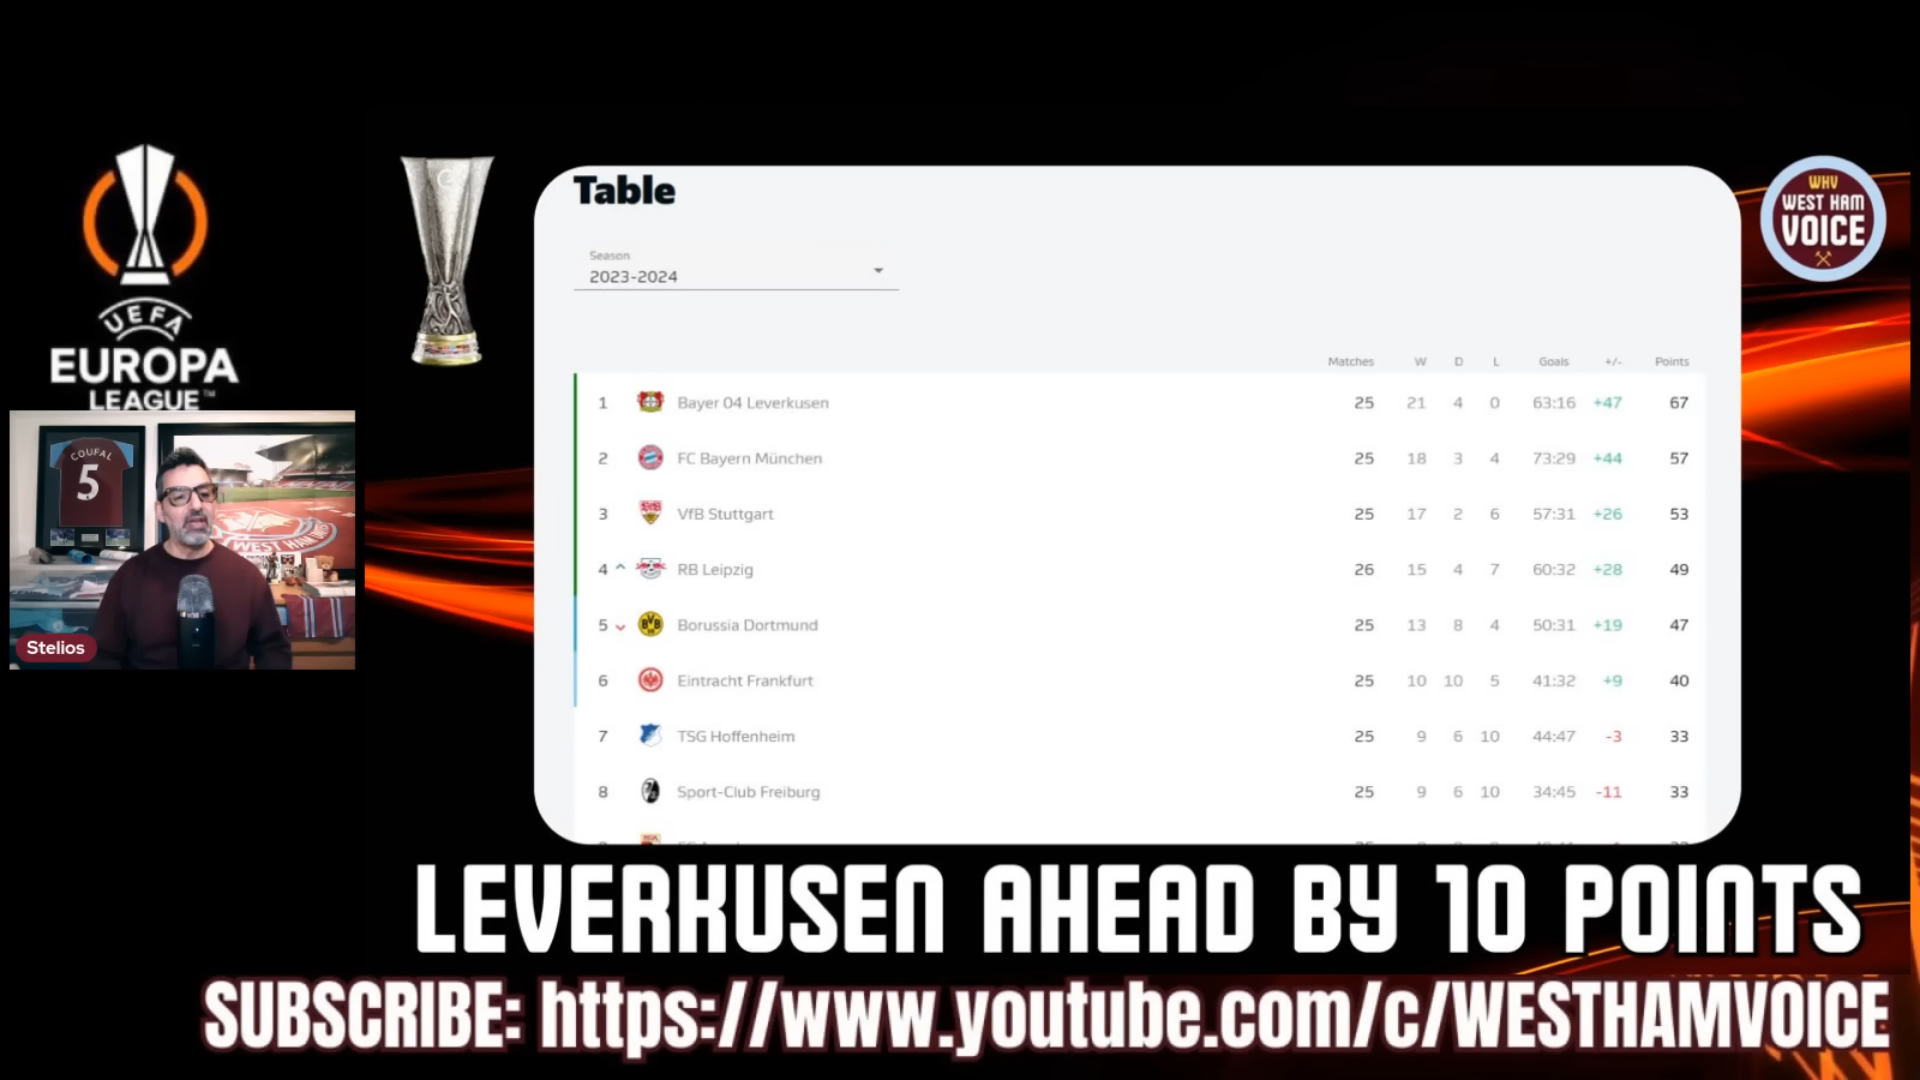 UEFA
EUROPA
LEAGUE™
COUFAL
5
WEST HAM
Stelios
WHV
WEST HAM
VOICE
Table
Season
2023-2024
Matches W D L Goals +/- Points
1 Bayer 04 Leverkusen 25 21 4 0 63:16 +47 67
2 FC Bayern München 25 18 3 4 73:29 +44 57
3 VfB Stuttgart 25 17 2 6 57:31 +26 53
4 RB Leipzig 26 15 4 7 60:32 +28 49
5 BVB Borussia Dortmund 25 13 8 4 50:31 +19 47
6 Eintracht Frankfurt 25 10 10 5 41:32 +9 40
7 TSG Hoffenheim 25 9 6 10 44:47 -3 33
8 Sport-Club Freiburg 25 9 6 10 34:45 -11 33
LEVERKUSEN AHEAD BY 10 POINTS
SUBSCRIBE: https://www.youtube.com/c/WESTHAMVOICE